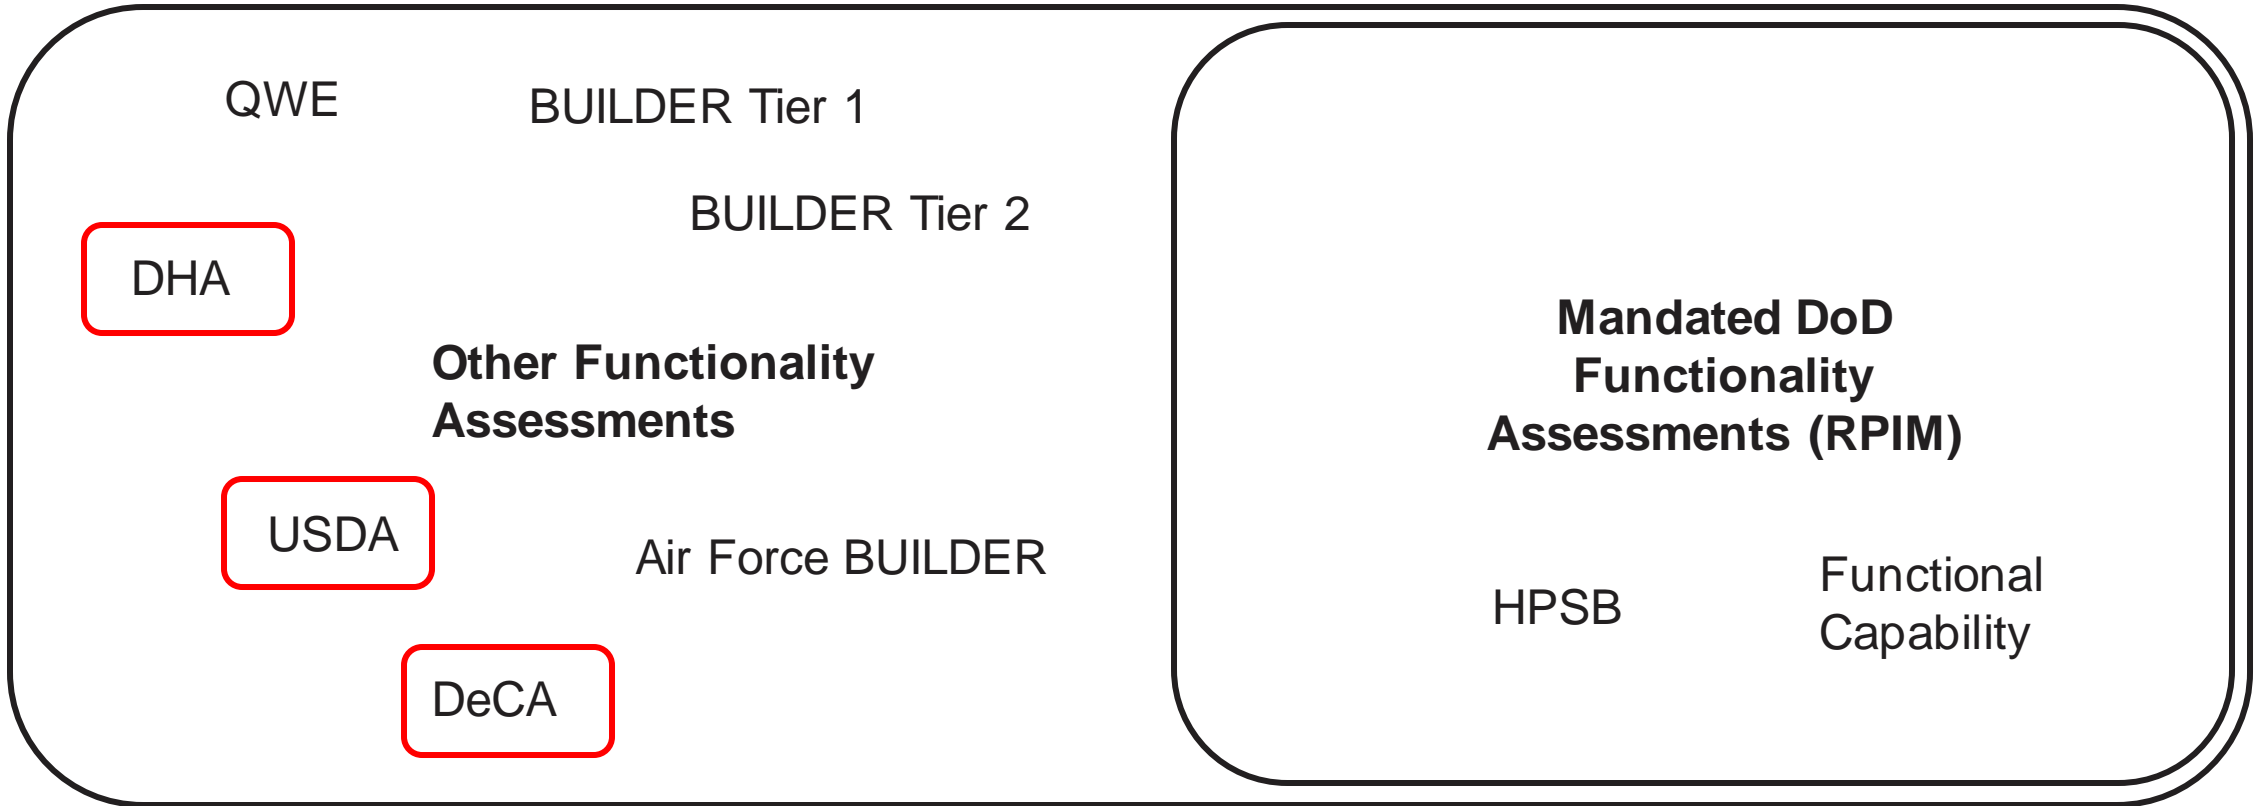 QWE
BUILDER Tier 1
BUILDER Tier 2
DHA
Other Functionality
Assessments
USDA
Air Force BUILDER
DeCA
Mandated DoD
Functionality
Assessments (RPIM)
HPSB
Functional
Capability